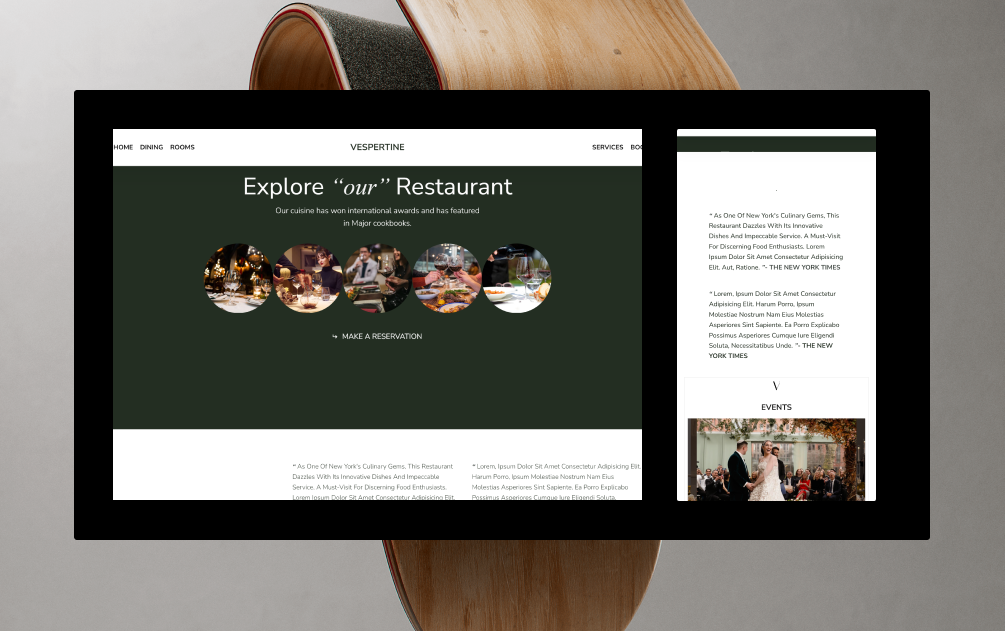 HOME DINING ROOMS VESPERTINE SERVICES
Explore “our” Restaurant
Our cuisine has won international awards and has featured
in Major cookbooks.
↪ MAKE A RESERVATION
“ As One Of New York's Culinary Gems, This Restaurant
Dazzles With Its Innovative Dishes And Impeccable
Service. A Must-Visit For Discerning Food Enthusiasts.
Lorem Ipsum Dolor Sit Amet Consectetur Adipisicing Elit.
“ Lorem, Ipsum Dolor Sit Amet Consectetur Adipisicing Elit.
Harum Porro, Ipsum Molestiae Nostrum Nam Eius
Molestias Asperiores Sint Sapiente. Ea Porro Explicabo
Possimus Asperiores Cumque Iure Eligendi Soluta,
“ As One Of New York's Culinary Gems, This
Restaurant Dazzles With Its Innovative
Dishes And Impeccable Service. A Must-Visit
For Discerning Food Enthusiasts. Lorem
Ipsum Dolor Sit Amet Consectetur Adipisicing
Elit. Aut, Ratione. ”- THE NEW YORK TIMES
“ Lorem, Ipsum Dolor Sit Amet Consectetur
Adipisicing Elit. Harum Porro, Ipsum
Molestiae Nostrum Nam Eius Molestias
Asperiores Sint Sapiente. Ea Porro Explicabo
Possimus Asperiores Cumque Iure Eligendi
Soluta, Necessitatibus Unde. ”- THE NEW
YORK TIMES
V
EVENTS